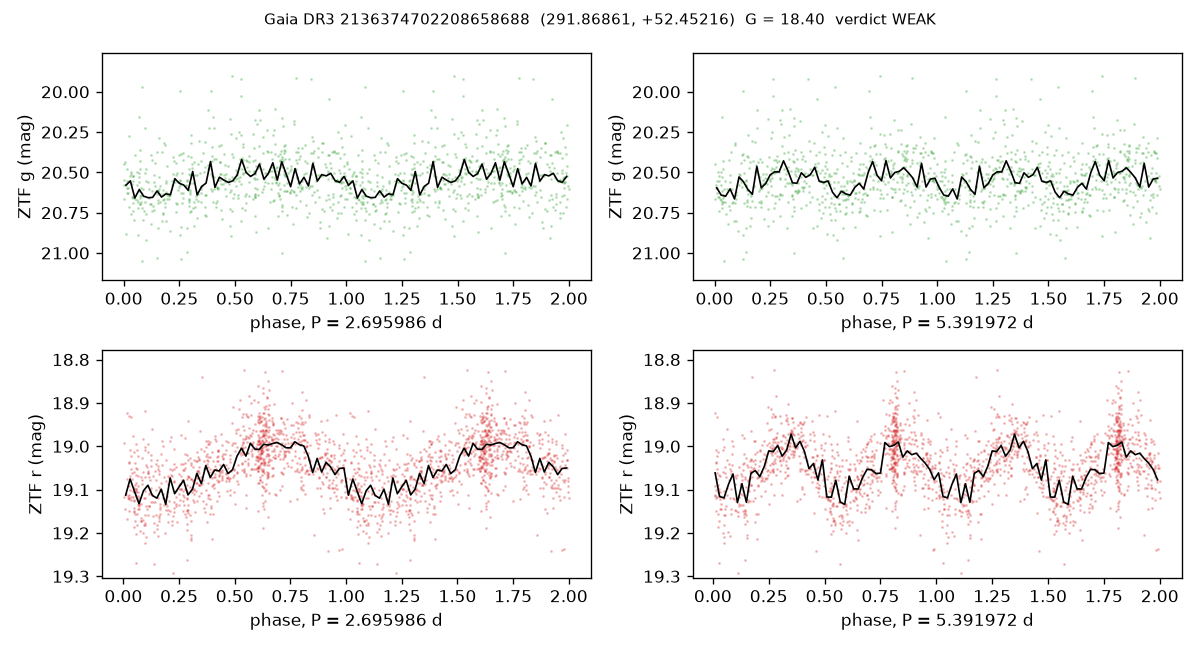 Gaia DR3 2136374702208658688  (291.86861, +52.45216)  G = 18.40  verdict WEAK
ZTF g (mag)
20.00
20.25
20.50
20.75
21.00
0.00 0.25 0.50 0.75 1.00 1.25 1.50 1.75 2.00
phase, P = 2.695986 d
ZTF g (mag)
20.00
20.25
20.50
20.75
21.00
0.00 0.25 0.50 0.75 1.00 1.25 1.50 1.75 2.00
phase, P = 5.391972 d
ZTF r (mag)
18.8
18.9
19.0
19.1
19.2
19.3
0.00 0.25 0.50 0.75 1.00 1.25 1.50 1.75 2.00
phase, P = 2.695986 d
ZTF r (mag)
18.8
18.9
19.0
19.1
19.2
19.3
0.00 0.25 0.50 0.75 1.00 1.25 1.50 1.75 2.00
phase, P = 5.391972 d